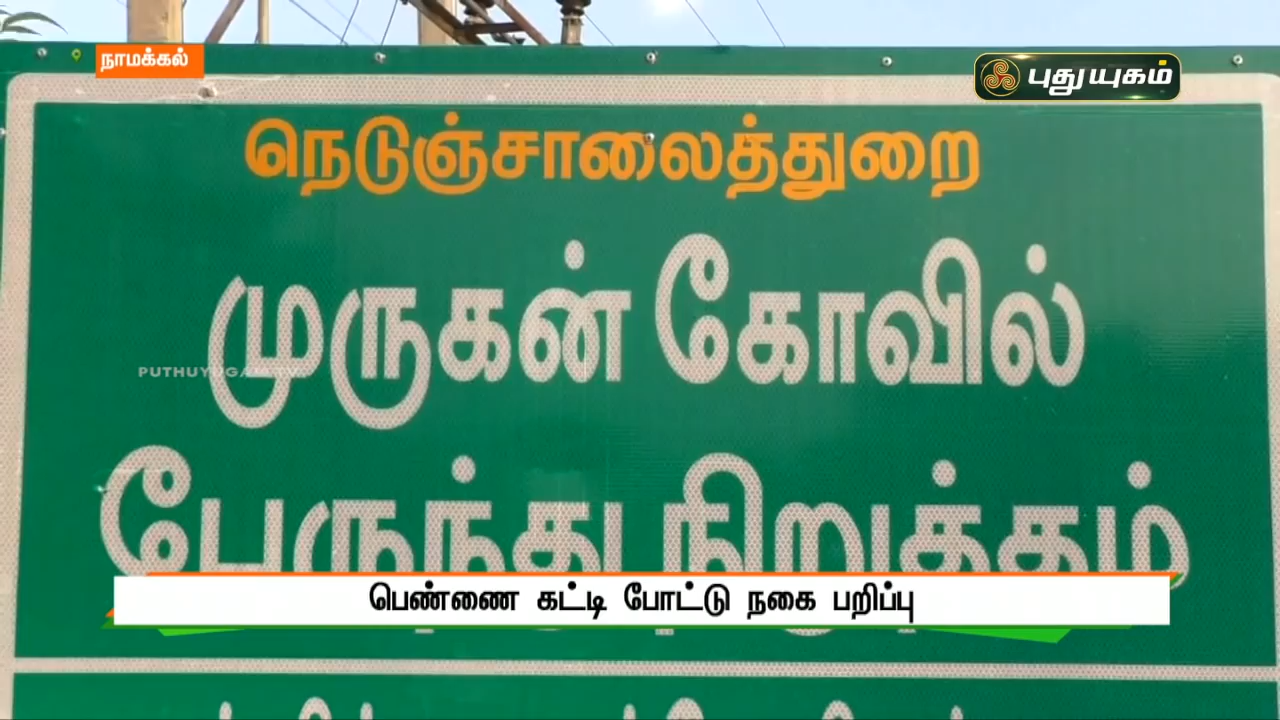 நாமக்கல்
புதுயுகம்
நெடுஞ்சாலைத்துறை
முருகன் கோவில்
PUTHUYUGAM TV
பேருந்து நிறுத்தம்
பெண்ணை கட்டி போட்டு நகை பறிப்பு